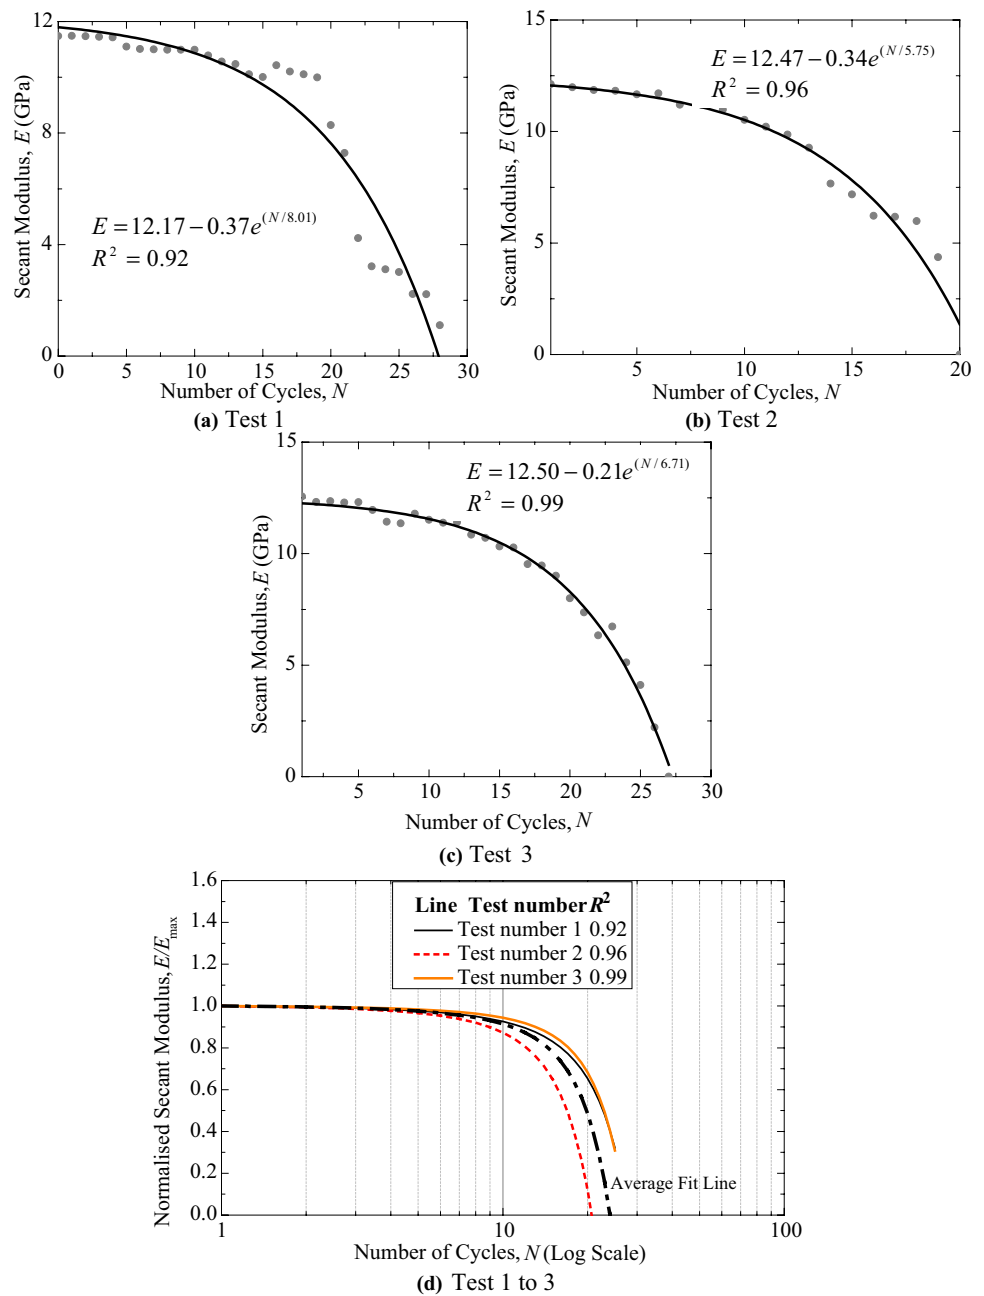 12
8
4
0
Secant Modulus, E (GPa)
E = 12.17 − 0.37e^(N/8.01)
R² = 0.92
0 5 10 15 20 25 30
Number of Cycles, N
(a) Test 1
15
10
5
0
Secant Modulus, E (GPa)
E = 12.47 − 0.34e^(N/5.75)
R² = 0.96
5 10 15 20
Number of Cycles, N
(b) Test 2
15
10
5
0
Secant Modulus, E (GPa)
E = 12.50 − 0.21e^(N/6.71)
R² = 0.99
5 10 15 20 25 30
Number of Cycles, N
(c) Test 3
1.6
1.4
1.2
1.0
0.8
0.6
0.4
0.2
0.0
Normalised Secant Modulus, E/Emax
Line Test number R²
Test number 1 0.92
Test number 2 0.96
Test number 3 0.99
Average Fit Line
1 10 100
Number of Cycles, N (Log Scale)
(d) Test 1 to 3